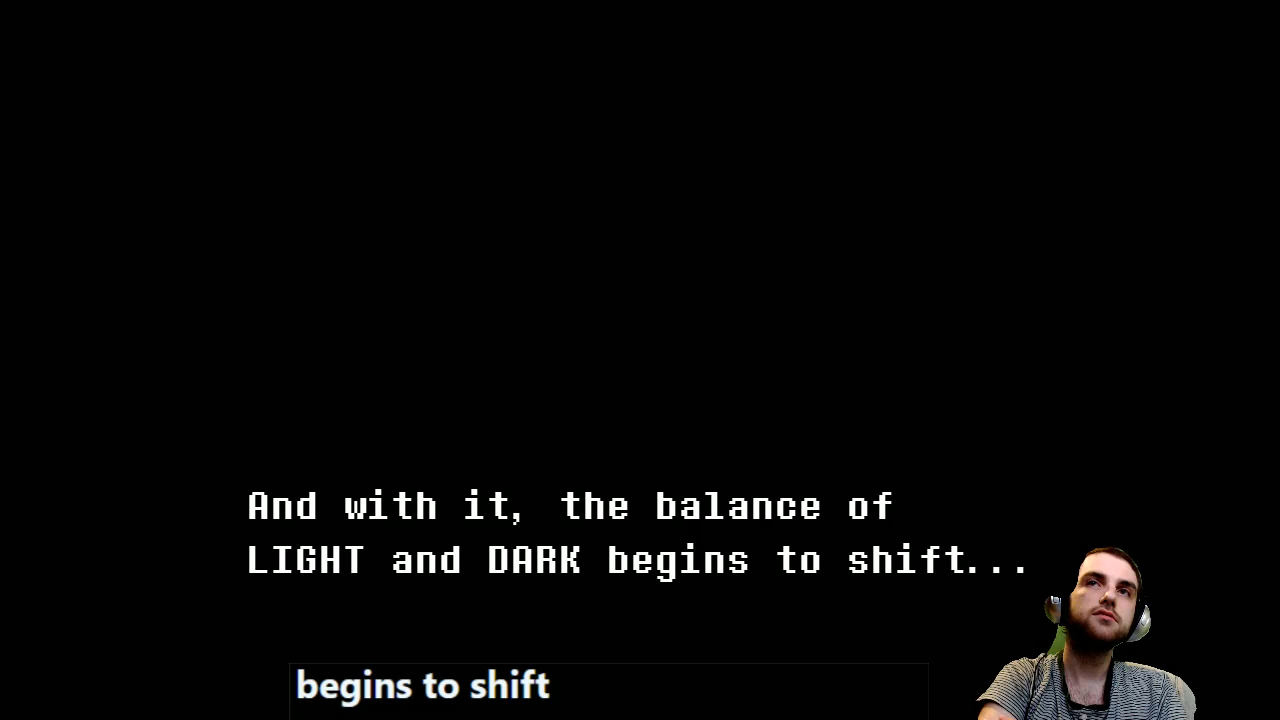 And with it, the balance of
LIGHT and DARK begins to shift...
begins to shift